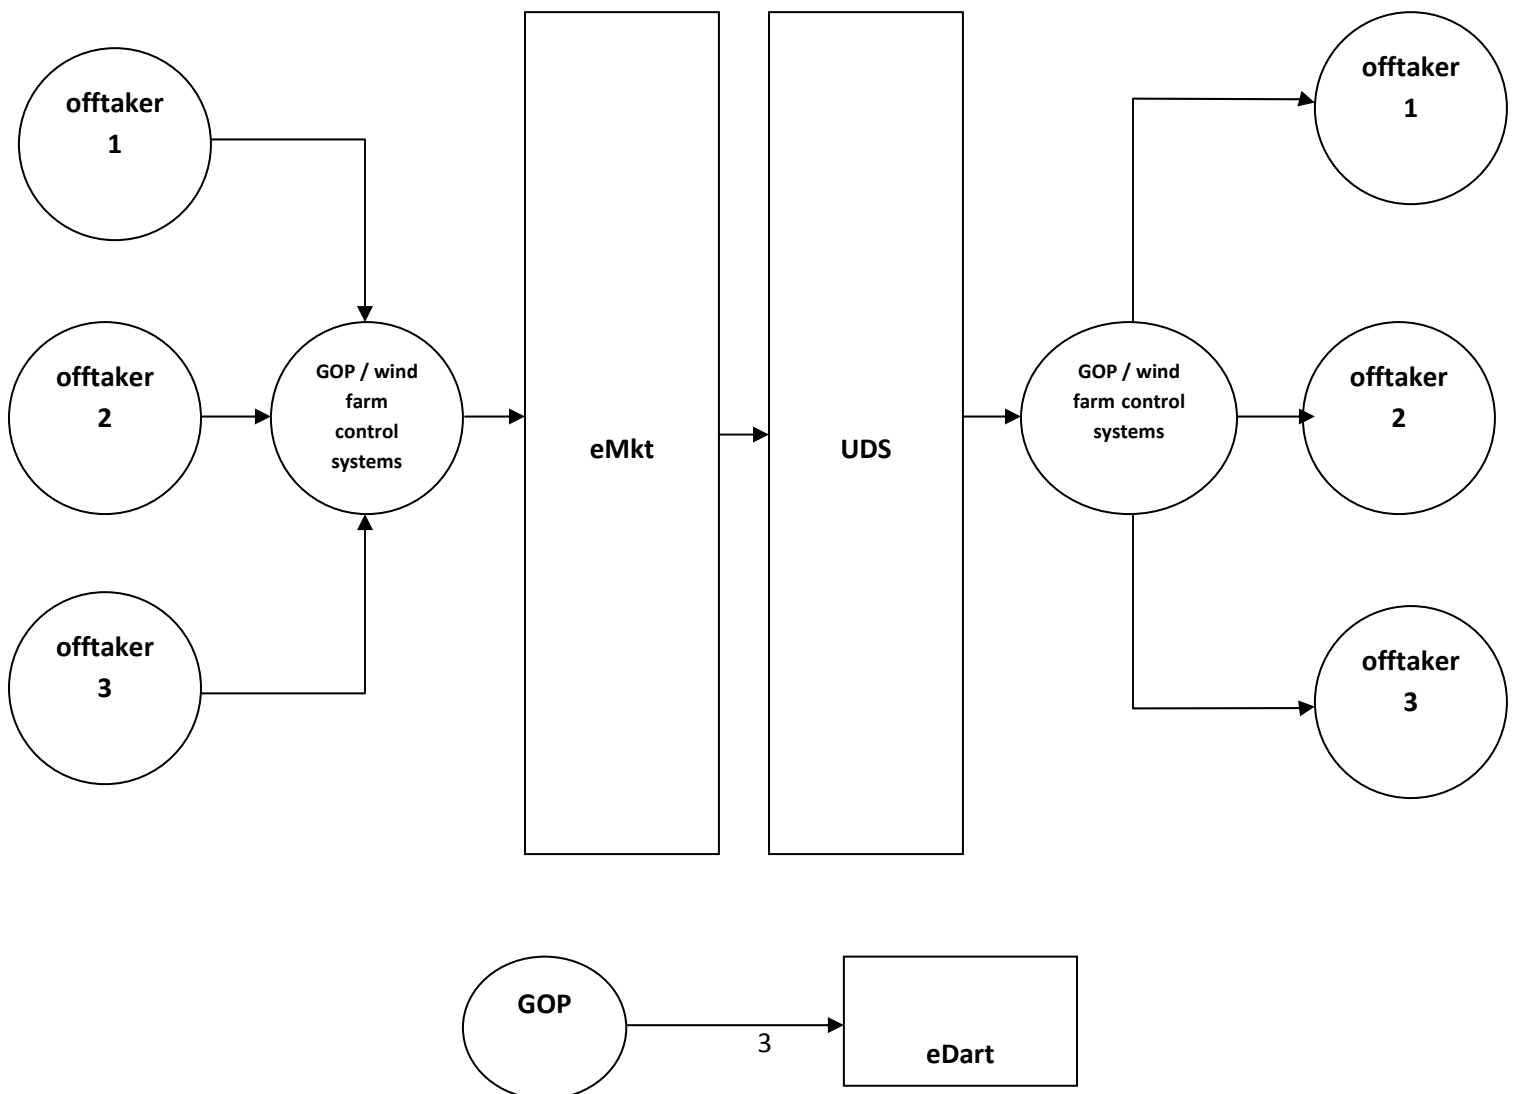 offtaker
1
offtaker
2
offtaker
3
GOP / wind
farm
control
systems
eMkt
UDS
GOP / wind
farm control
systems
offtaker
1
offtaker
2
offtaker
3
GOP
3
eDart